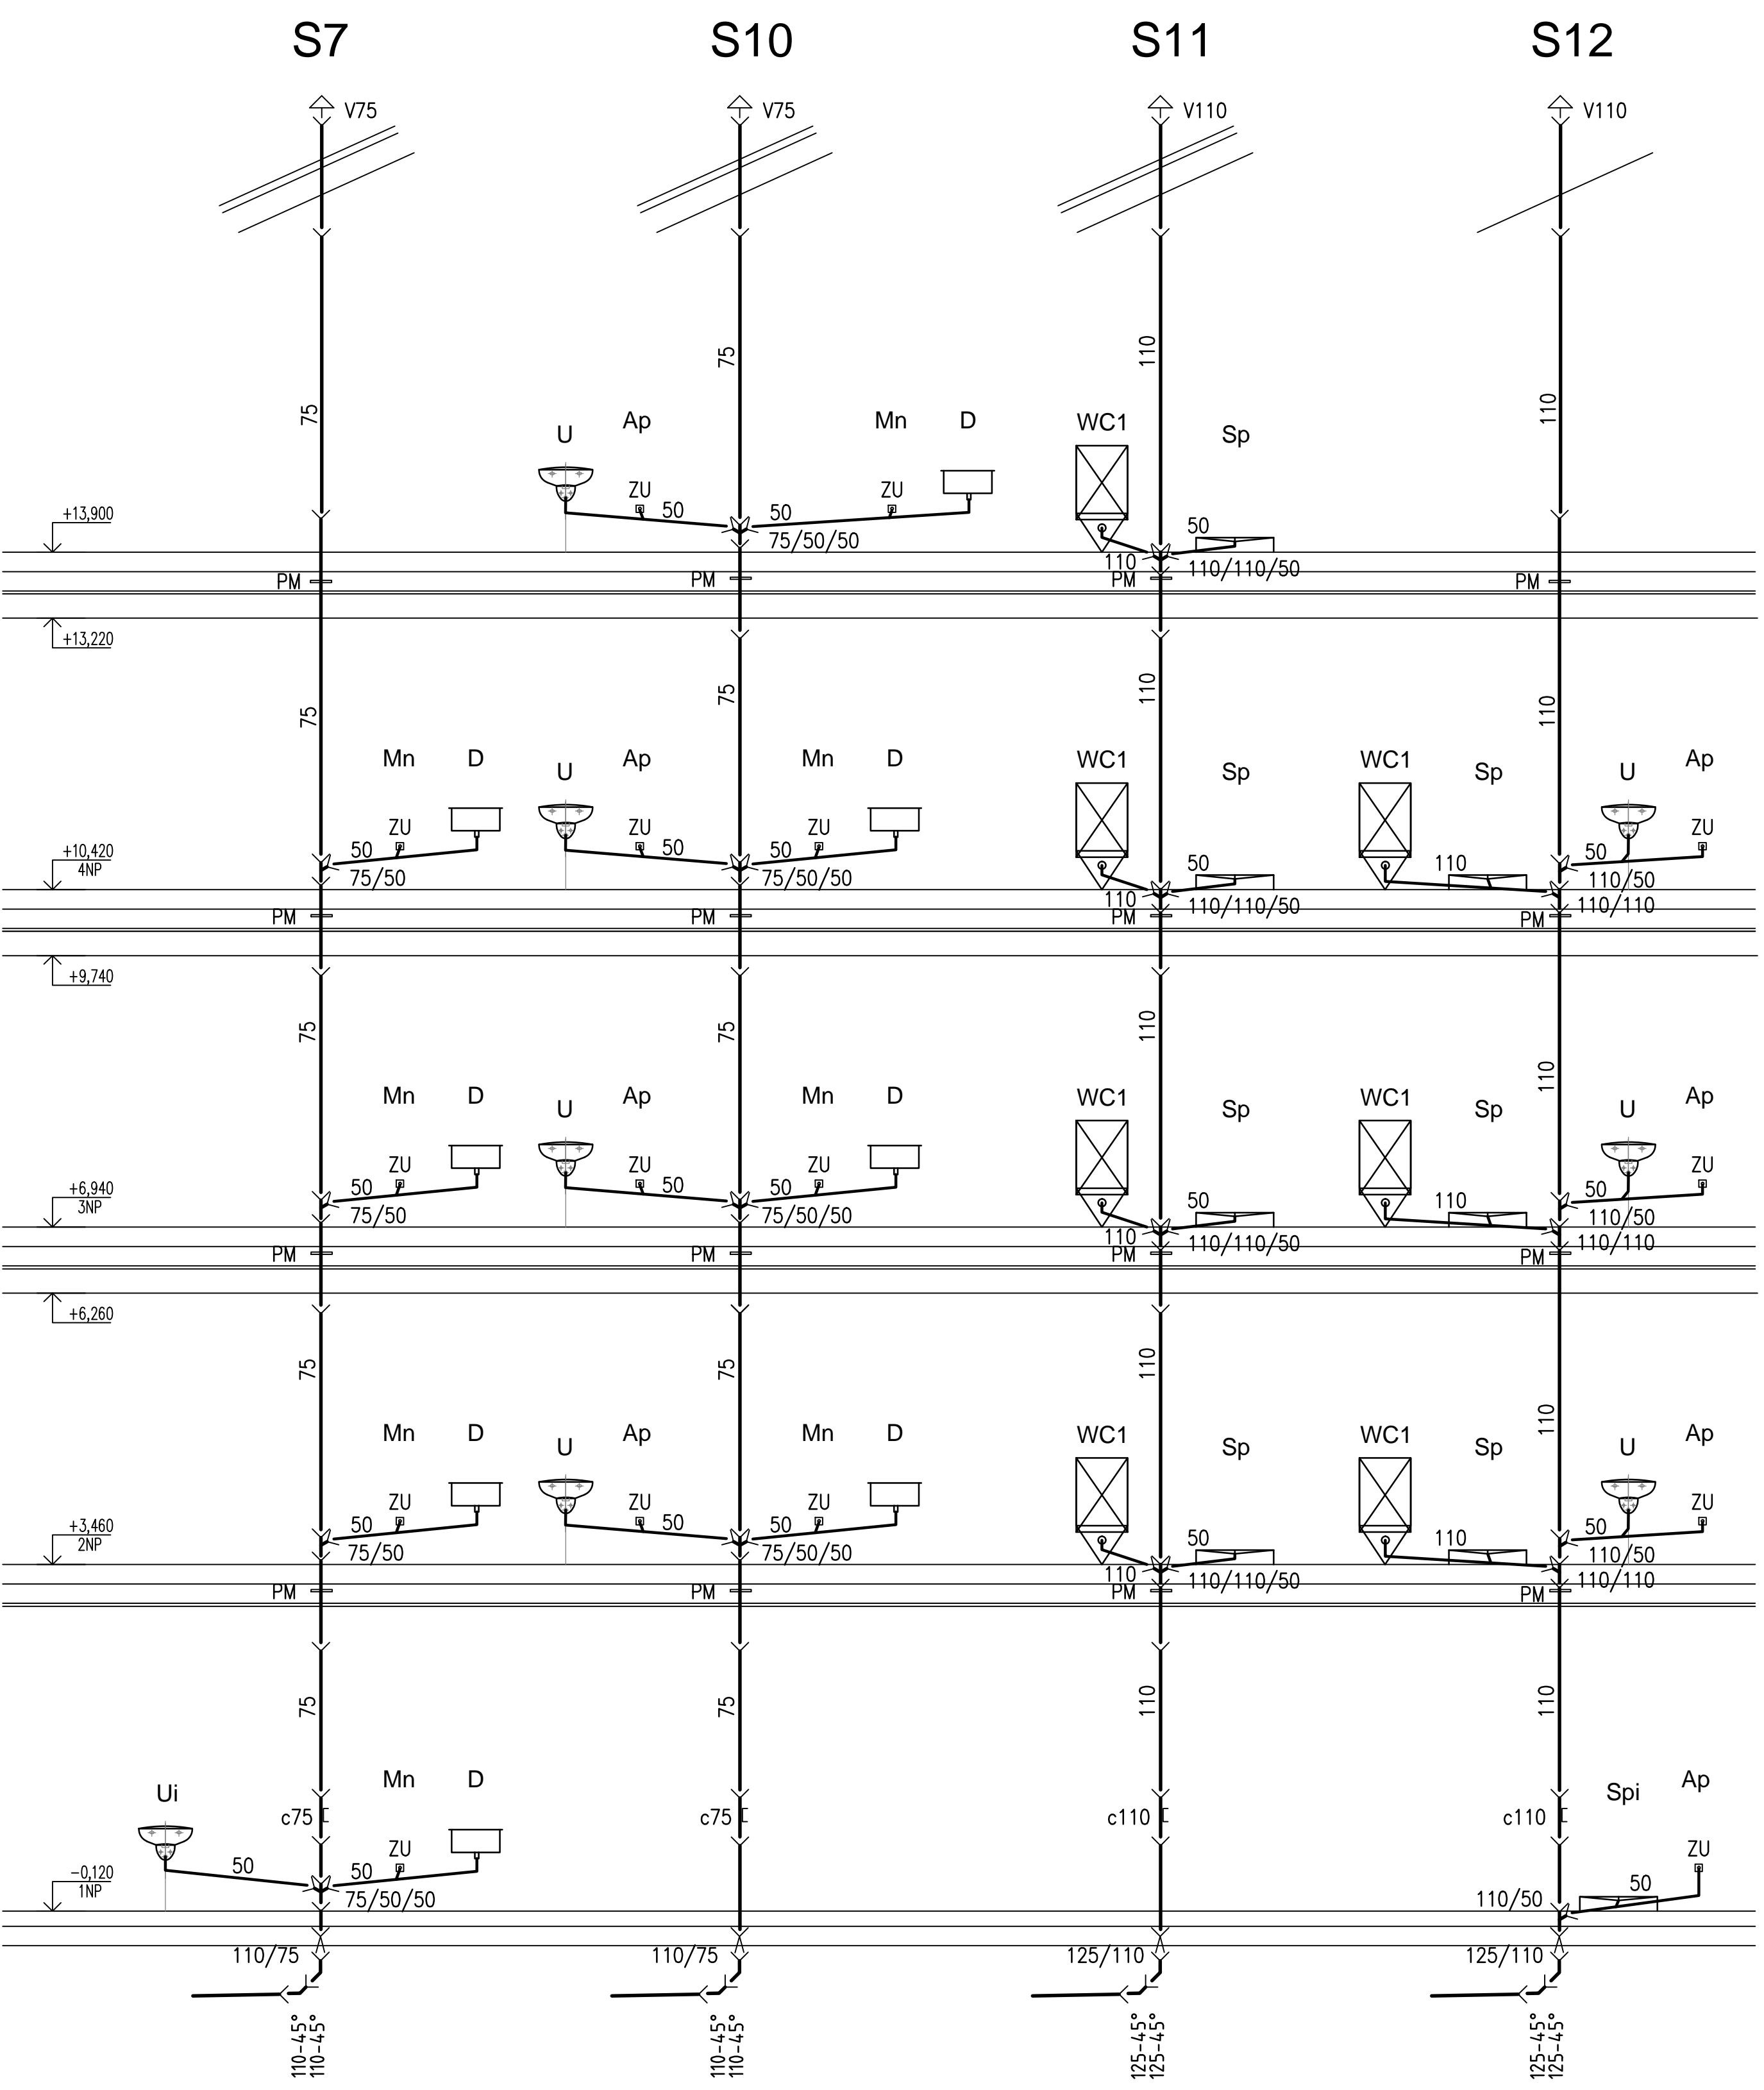 S7 S10 S11 S12
V75 V75 V110 V110
75 75 110 110
U Ap Mn D WC1 Sp
ZU 50 50 ZU 50
+13,900
75/50/50 110 110/110/50
PM PM PM PM
+13,220
75 75 110 110
Mn D U Ap Mn D WC1 Sp WC1 Sp U Ap
ZU ZU ZU ZU
50 50 50 50 110 50
+10,420
4NP
75/50 75/50/50 110 110/110/50 110/50
110/110
PM PM PM PM
+9,740
75 75 110 110
Mn D U Ap Mn D WC1 Sp WC1 Sp U Ap
ZU ZU ZU ZU
50 50 50 50 110 50
+6,940
3NP
75/50 75/50/50 110 110/110/50 110/50
110/110
PM PM PM PM
+6,260
75 75 110 110
Mn D U Ap Mn D WC1 Sp WC1 Sp U Ap
ZU ZU ZU ZU
50 50 50 50 110 50
+3,460
2NP
75/50 75/50/50 110 110/110/50 110/50
110/110
PM PM PM PM
75 75 110 110
Ui Mn D Spi Ap
c75 c75 c110 c110
ZU ZU
50 50 50
-0,120
1NP
75/50/50 110/50
110/75 110/75 125/110 125/110
110-45° 110-45° 125-45° 125-45°
110-45° 110-45° 125-45° 125-45°